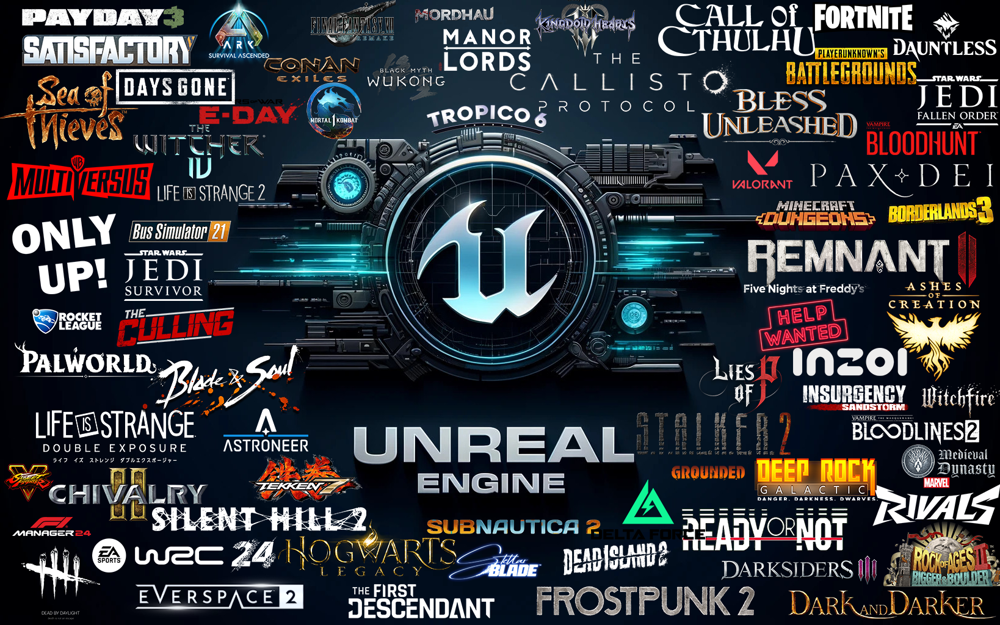 PAYDAY 3
SATISFACTORY
ARK
SURVIVAL ASCENDED
FINAL FANTASY VII
REMAKE
MORDHAU
MANOR
LORDS
KINGDOM HEARTS
III
CALL of
CTHULHU
FORTNITE
DAUNTLESS
CONAN
EXILES
BLACK MYTH
WUKONG
THE
CALLISTO
PROTOCOL
PLAYERUNKNOWN'S
BATTLEGROUNDS
Sea of
Thieves
DAYS GONE
E-DAY
MORTAL KOMBAT
1
TROPICO 6
BLESS
UNLEASHED
STAR WARS
JEDI
FALLEN ORDER
EA
THE
WITCHER
IV
VAMPIRE
BLOODHUNT
MULTIVERSUS
WB
LIFE IS STRANGE 2
VALORANT
PAX DEI
ONLY
UP!
Bus Simulator 21
MINECRAFT
DUNGEONS
BORDERLANDS 3
STAR WARS
JEDI
SURVIVOR
REMNANT II
Five Nights at Freddy's
HELP
WANTED
ASHES
OF
CREATION
ROCKET
LEAGUE
THE
CULLING
PALWORLD
Blade & Soul
LIES
OF P
inZOI
INSURGENCY
SANDSTORM
Witchfire
LIFE IS STRANGE
DOUBLE EXPOSURE
ライフ イズ ストレンジ ダブルエクスポージャー
ASTRONEER
UNREAL
ENGINE
S.T.A.L.K.E.R. 2
VAMPIRE THE MASQUERADE
BLOODLINES 2
Medieval
Dynasty
STREET FIGHTER
V
CHIVALRY
II
鉄拳
TEKKEN 7
GROUNDED
DEEP ROCK
GALACTIC
DANGER. DARKNESS. DWARVES.
MARVEL
RIVALS
SILENT HILL 2
F1
MANAGER 24
SUBNAUTICA 2
DELTA FORCE
READY OR NOT
EA
SPORTS
WRC 24
HOGWARTS
LEGACY
Stellar
BLADE
DEAD ISLAND 2
DARKSIDERS III
ROCK OF AGES II
BIGGER & BOULDER
DEAD BY DAYLIGHT
EVERSPACE 2
THE FIRST
DESCENDANT
FROSTPUNK 2
DARK AND DARKER